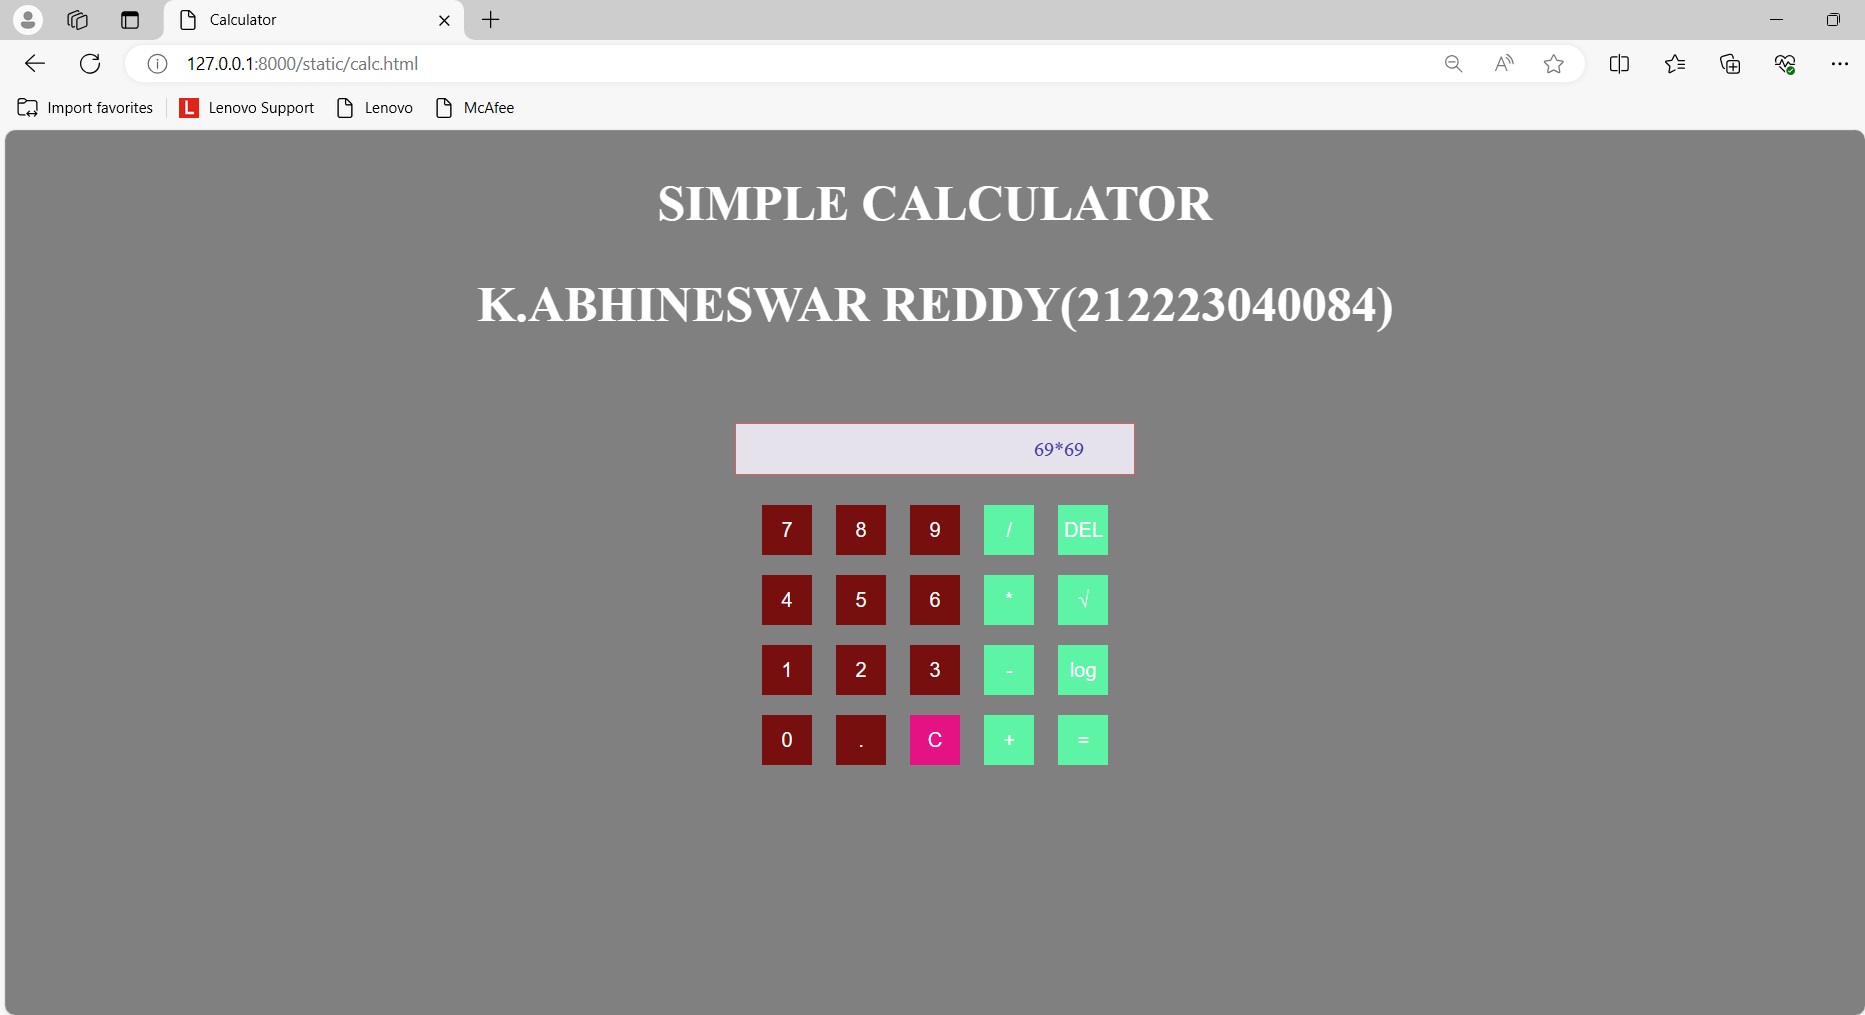 Calculator
127.0.0.1:8000/static/calc.html
Import favorites
L Lenovo Support
Lenovo
McAfee
SIMPLE CALCULATOR
K.ABHINESWAR REDDY(212223040084)
69*69
7 8 9 / DEL
4 5 6 * √
1 2 3 - log
0 . C + =